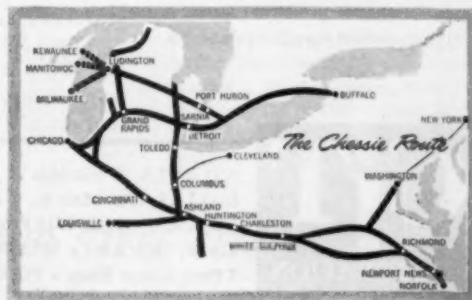 KEWAUNEE
LUDINGTON
MANITOWOC
MILWAUKEE
PORT HURON
SARNIA
BUFFALO
GRAND
RAPIDS
DETROIT
NEW YORK
CHICAGO
TOLEDO
The Chessie Route
CLEVELAND
WASHINGTON
COLUMBUS
CINCINNATI
ASHLAND
LOUISVILLE
HUNTINGTON
CHARLESTON
WHITE SULPHUR
RICHMOND
NEWPORT NEWS
NORFOLK